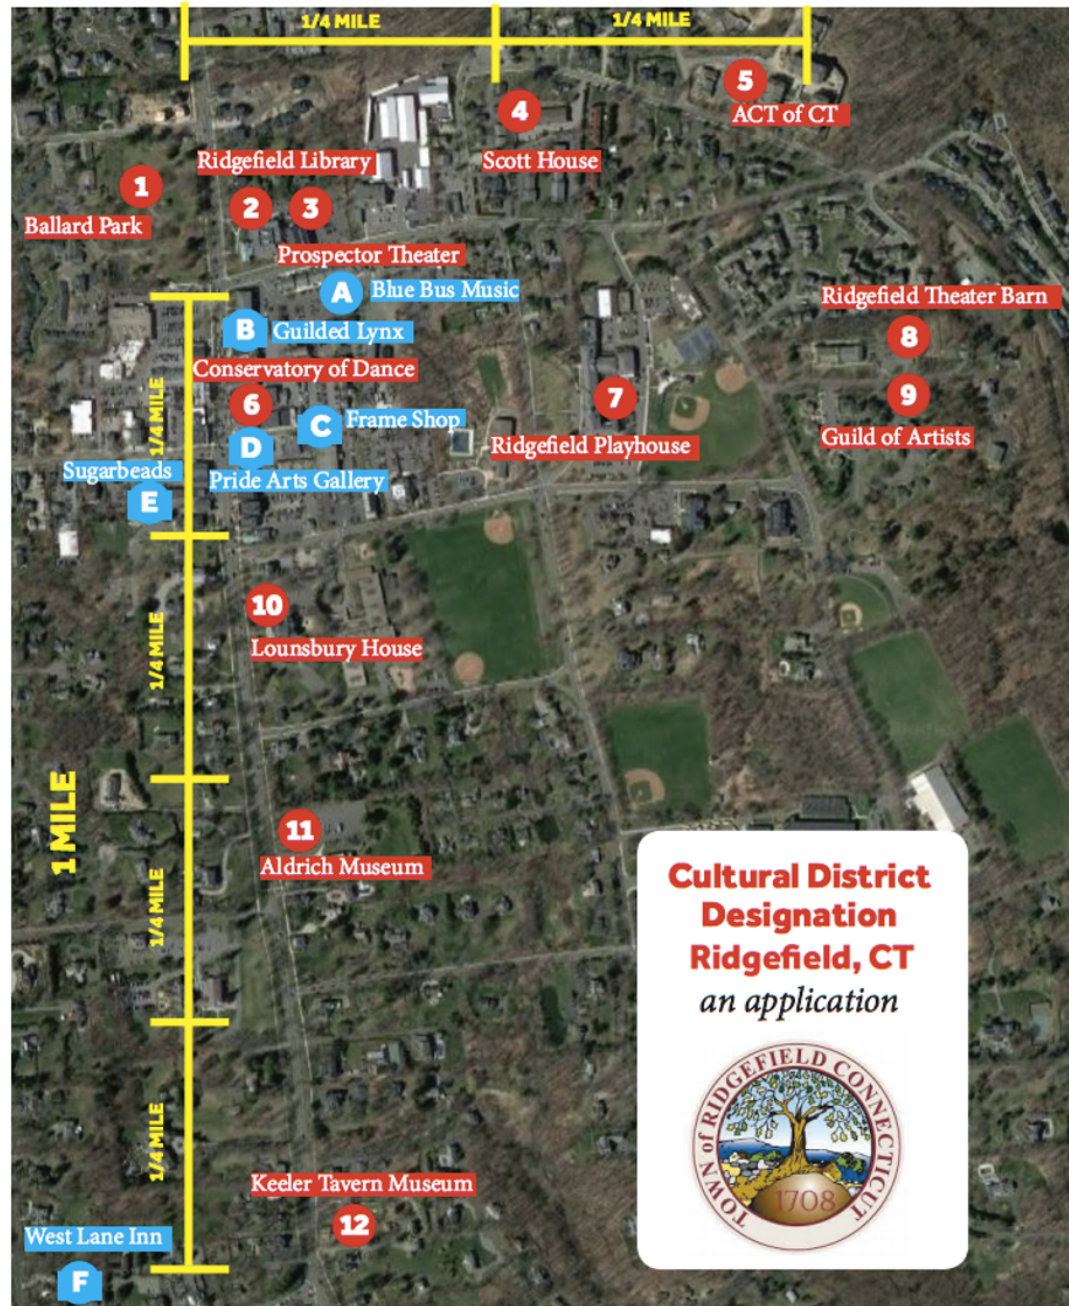 1/4 MILE
1/4 MILE
5
ACT of CT
4
Scott House
Ridgefield Library
1
2
3
Ballard Park
Prospector Theater
A
Blue Bus Music
Ridgefield Theater Barn
B
Guilded Lynx
8
Conservatory of Dance
1/4 MILE
6
7
9
C
Frame Shop
Guild of Artists
D
Ridgefield Playhouse
Sugarbeads
Pride Arts Gallery
E
10
1/4 MILE
Lounsbury House
1 MILE
11
Aldrich Museum
1/4 MILE
Cultural District
Designation
Ridgefield, CT
an application
TOWN of RIDGEFIELD CONNECTICUT
1708
1/4 MILE
Keeler Tavern Museum
12
West Lane Inn
F